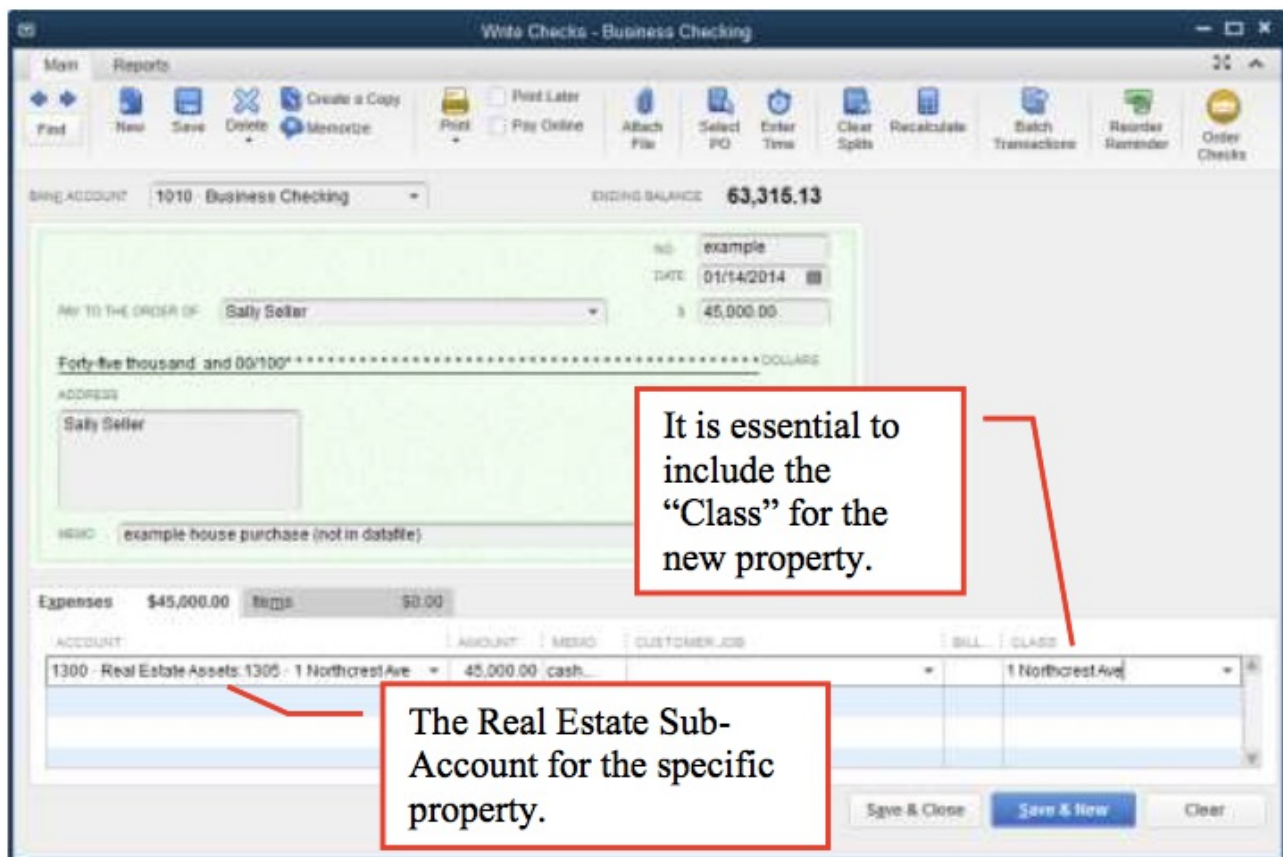 Write Checks - Business Checking
Main Reports
Find New Save Delete Create a Copy Memorize Print Print Later Pay Online Attach File Select PO Enter Time Clear Splits Recalculate Batch Transactions Reorder Reminder Order Checks
BANK ACCOUNT 1010 · Business Checking ENDING BALANCE 63,315.13
NO. example
DATE 01/14/2014
PAY TO THE ORDER OF Sally Seller $ 45,000.00
Forty-five thousand and 00/100* * * * * * * * * * * * * * * * * * * * * * * * * * * * * * * * * * * * * * * * * * * * * * * * * * DOLLARS
ADDRESS
Sally Seller
MEMO example house purchase (not in datafile)
It is essential to
include the
“Class” for the
new property.
Expenses $45,000.00 Items $0.00
ACCOUNT AMOUNT MEMO CUSTOMER:JOB BILL... CLASS
1300 · Real Estate Assets:1305 · 1 Northcrest Ave 45,000.00 cash... 1 Northcrest Ave
The Real Estate Sub-
Account for the specific
property.
Save & Close Save & New Clear